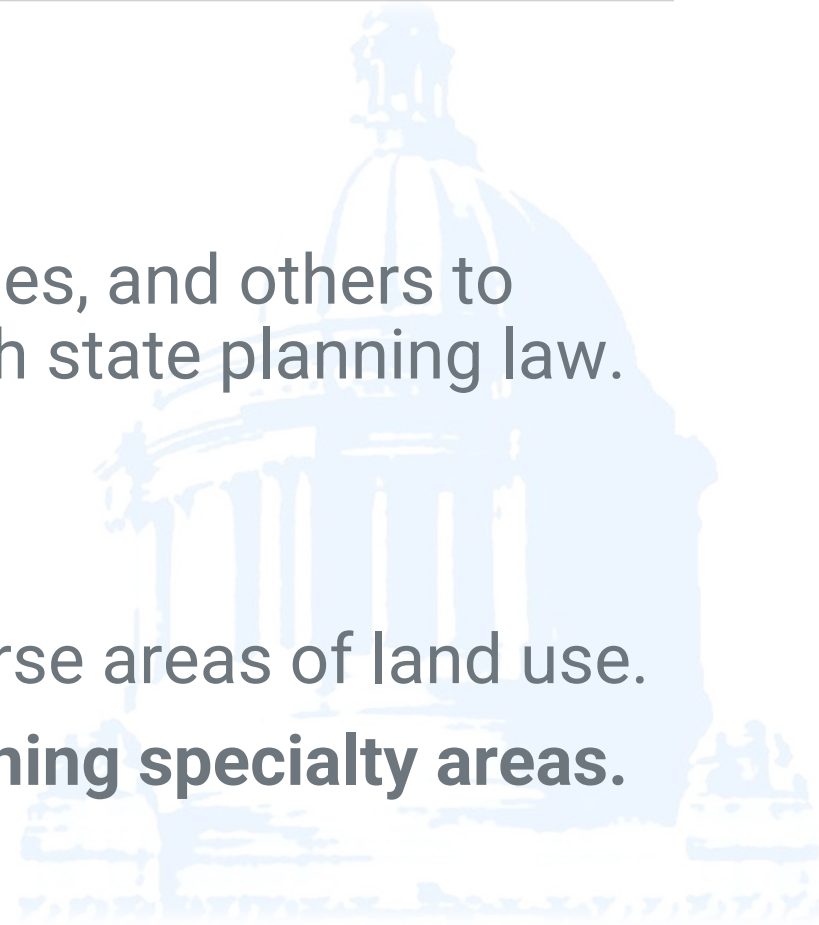 es, and others to
h state planning law.
rse areas of land use.
ning specialty areas.